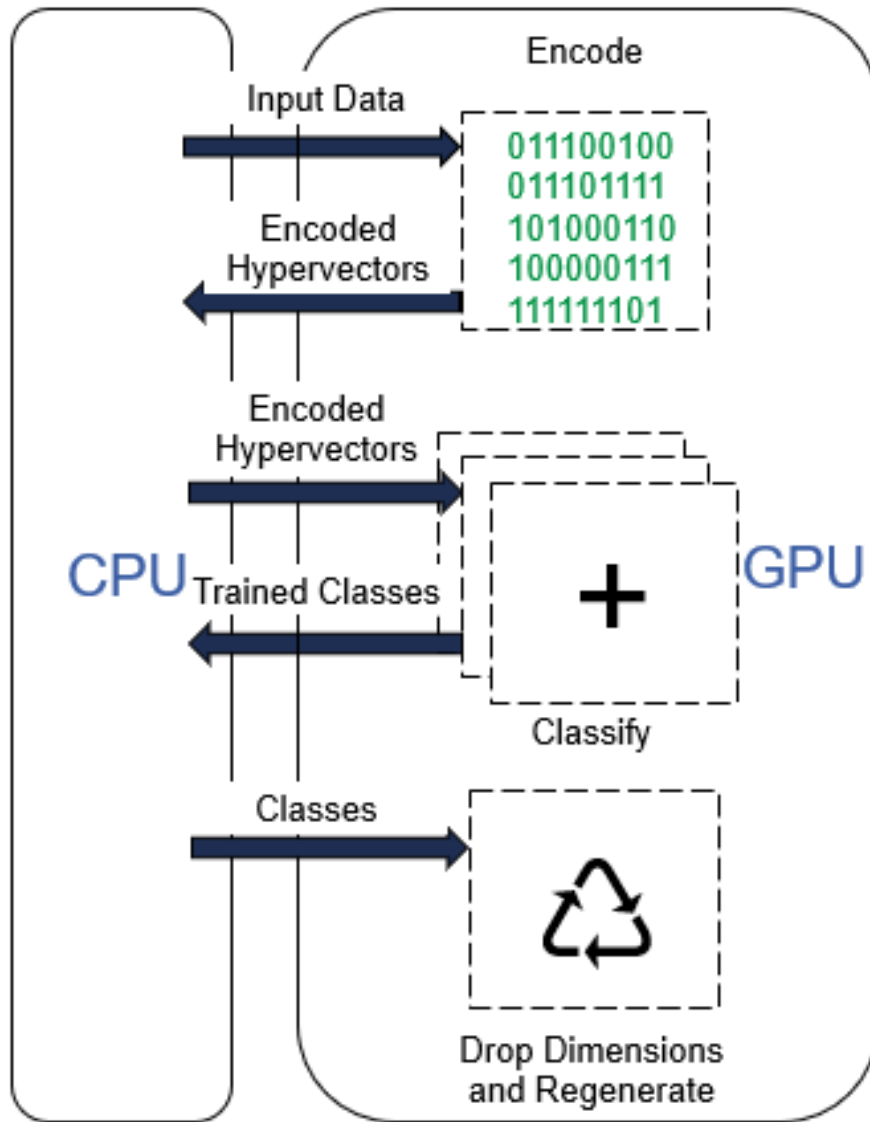 Encode
Input Data
011100100
011101111
101000110
100000111
111111101
Encoded
Hypervectors
Encoded
Hypervectors
CPU
GPU
Trained Classes
+
Classify
Classes
Drop Dimensions
and Regenerate